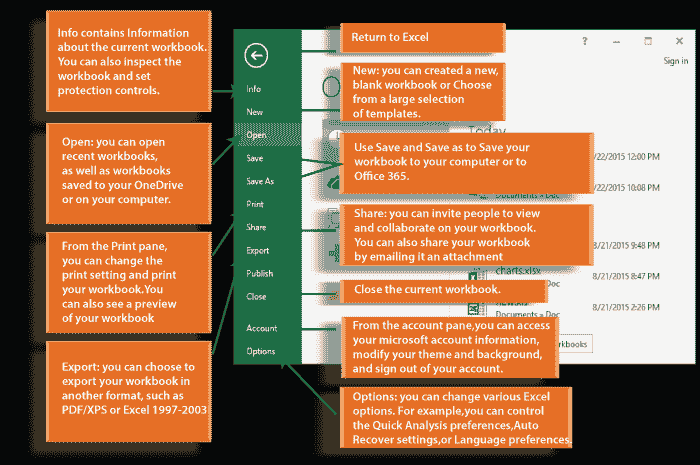 Info contains Information
about the current workbook.
You can also inspect the
workbook and set
protection controls.
Open: you can open
recent workbooks,
as well as workbooks
saved to your OneDrive
or on your computer.
From the Print pane,
you can change the
print setting and print
your workbook.You
can also see a preview
of your workbook
Export: you can choose to
export your workbook in
another format, such as
PDF/XPS or Excel 1997-2003
Info
New
Open
Save
Save As
Print
Share
Export
Publish
Close
Account
Options
Return to Excel
New: you can created a new,
blank workbook or Choose
from a large selection
of templates.
Use Save and Save as to Save your
workbook to your computer or to
Office 365.
Share: you can invite people to view
and collaborate on your workbook.
You can also share your workbook
by emailing it an attachment
Close the current workbook.
From the account pane,you can access
your microsoft account information,
modify your theme and background,
and sign out of your account.
Options: you can change various Excel
options. For example,you can control
the Quick Analysis preferences,Auto
Recover settings,or Language preferences.
?
Sign in
Today
/22/2015 12:00 PM
/22/2015 10:08 PM
Documents » Doc
8/21/2015 9:48 PM
charts.xlsx
Documents » Doc
8/21/2015 8:47 PM
8/21/2015 2:26 PM
Documents » Doc
rkbooks